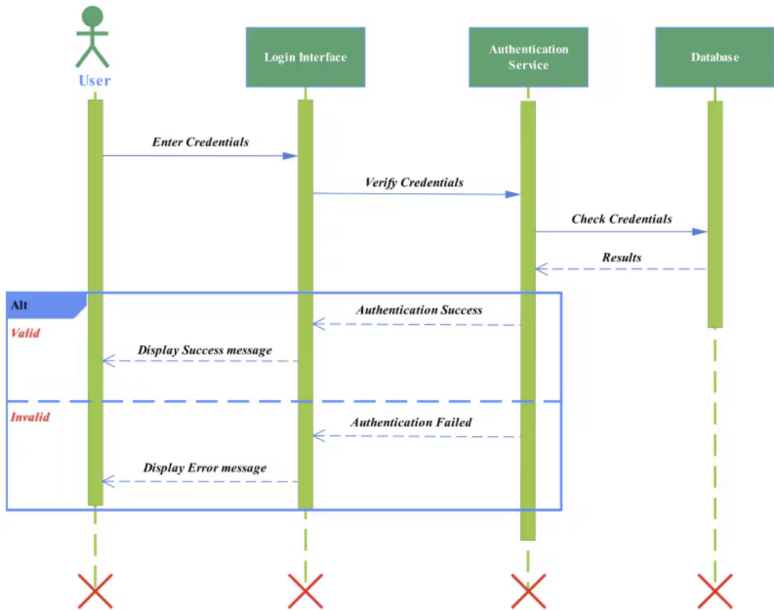 User
Login Interface
Authentication
Service
Database
Enter Credentials
Verify Credentials
Check Credentials
Results
Alt
Authentication Success
Valid
Display Success message
Invalid
Authentication Failed
Display Error message